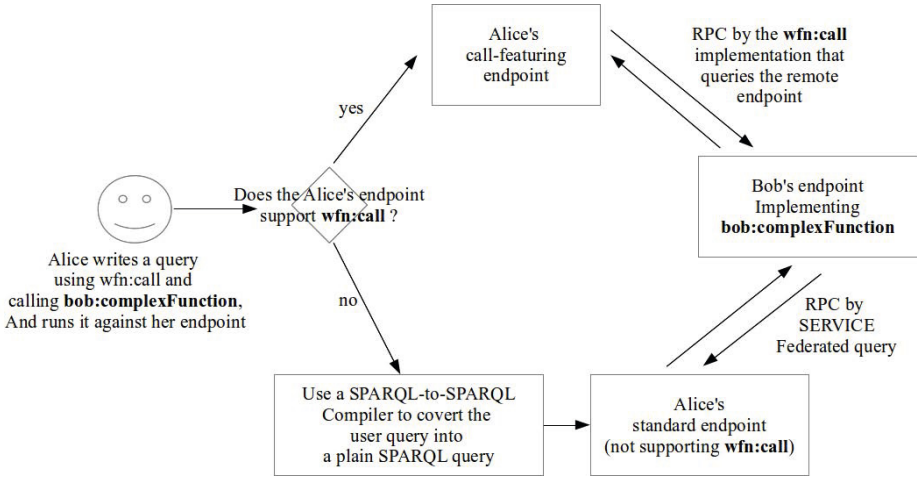 Alice's
call-featuring
endpoint
RPC by the wfn:call
implementation that
queries the remote
endpoint
yes
Does the Alice's endpoint
support wfn:call ?
Bob's endpoint
Implementing
bob:complexFunction
Alice writes a query
using wfn:call and
calling bob:complexFunction,
And runs it against her endpoint
no
RPC by
SERVICE
Federated query
Use a SPARQL-to-SPARQL
Compiler to covert the
user query into
a plain SPARQL query
Alice's
standard endpoint
(not supporting wfn:call)